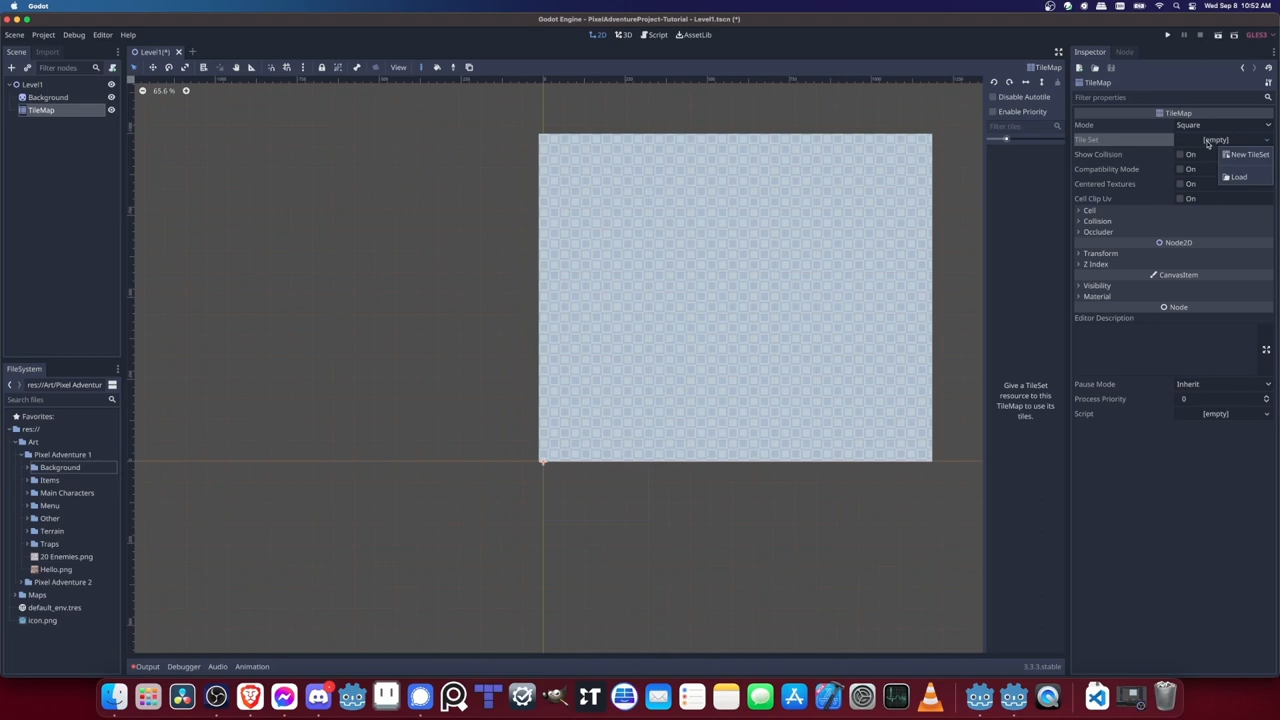 Godot
Wed Sep 8 10:52 AM
Godot Engine - PixelAdventureProject-Tutorial - Level1.tscn (*)
Scene Project Debug Editor Help
2D 3D Script AssetLib
GLES3
Scene Import
Level1(*)
Inspector Node
Filter nodes
View
TileMap
TileMap
Level1
Background
TileMap
65.6 %
Disable Autotile
Enable Priority
Filter tiles
Filter properties
TileMap
Mode Square
Tile Set [empty]
Show Collision On
New TileSet
Compatibility Mode On
Load
Centered Textures On
Cell Clip Uv On
Cell
Collision
Occluder
Node2D
Transform
Z Index
CanvasItem
Visibility
Material
Node
Editor Description
Pause Mode Inherit
Process Priority 0
Script [empty]
Give a TileSet
resource to this
TileMap to use its
tiles.
FileSystem
res://Art/Pixel Adventur
Search files
Favorites:
res://
Art
Pixel Adventure 1
Background
Items
Main Characters
Menu
Other
Terrain
Traps
20 Enemies.png
Hello.png
Pixel Adventure 2
Maps
default_env.tres
icon.png
Output Debugger Audio Animation
3.3.3.stable